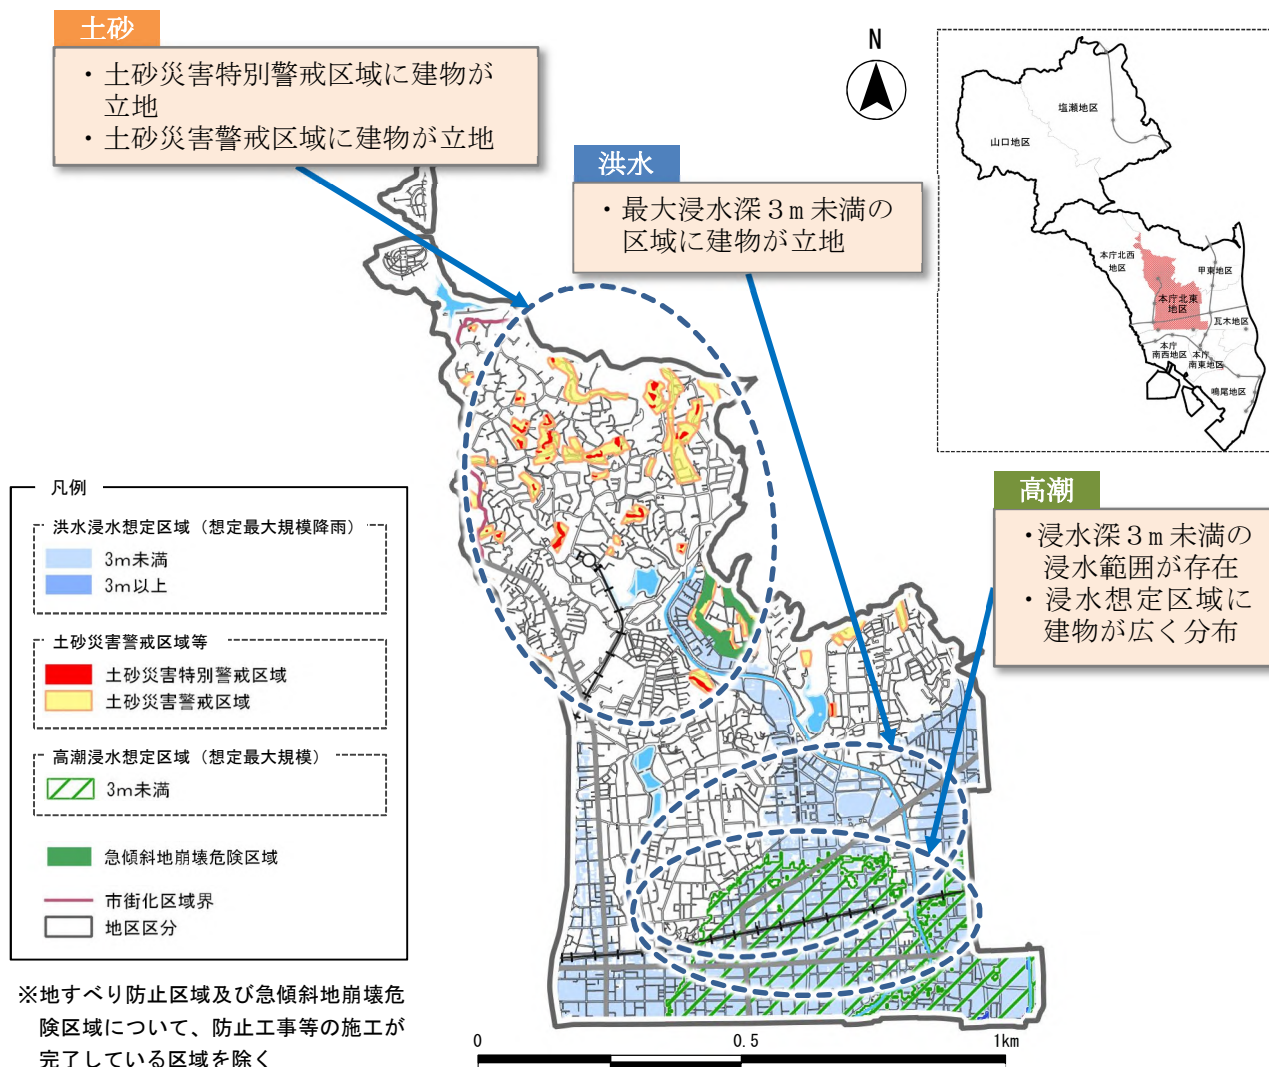 土砂
・土砂災害特別警戒区域に建物が
立地
・土砂災害警戒区域に建物が立地
洪水
・最大浸水深3m未満の
区域に建物が立地
N
塩瀬地区
山口地区
本庁北西
地区
甲東地区
本庁北東
地区
瓦木地区
本庁
南西地区
本庁
南東地区
鳴尾地区
高潮
・浸水深3m未満の
浸水範囲が存在
・浸水想定区域に
建物が広く分布
凡例
洪水浸水想定区域（想定最大規模降雨）
3m未満
3m以上
土砂災害警戒区域等
土砂災害特別警戒区域
土砂災害警戒区域
高潮浸水想定区域（想定最大規模）
3m未満
急傾斜地崩壊危険区域
市街化区域界
地区区分
※地すべり防止区域及び急傾斜地崩壊危
険区域について、防止工事等の施工が
完了している区域を除く
0 0.5 1km